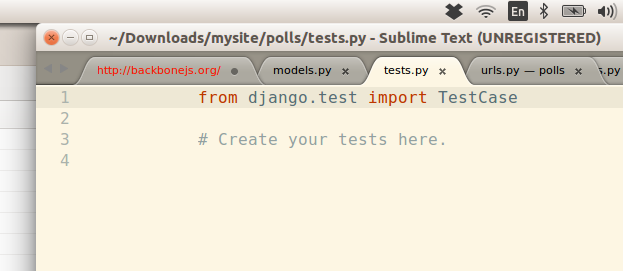 En
~/Downloads/mysite/polls/tests.py - Sublime Text (UNREGISTERED)
http://backbonejs.org/ models.py tests.py urls.py — polls s.py
1 from django.test import TestCase
2
3 # Create your tests here.
4